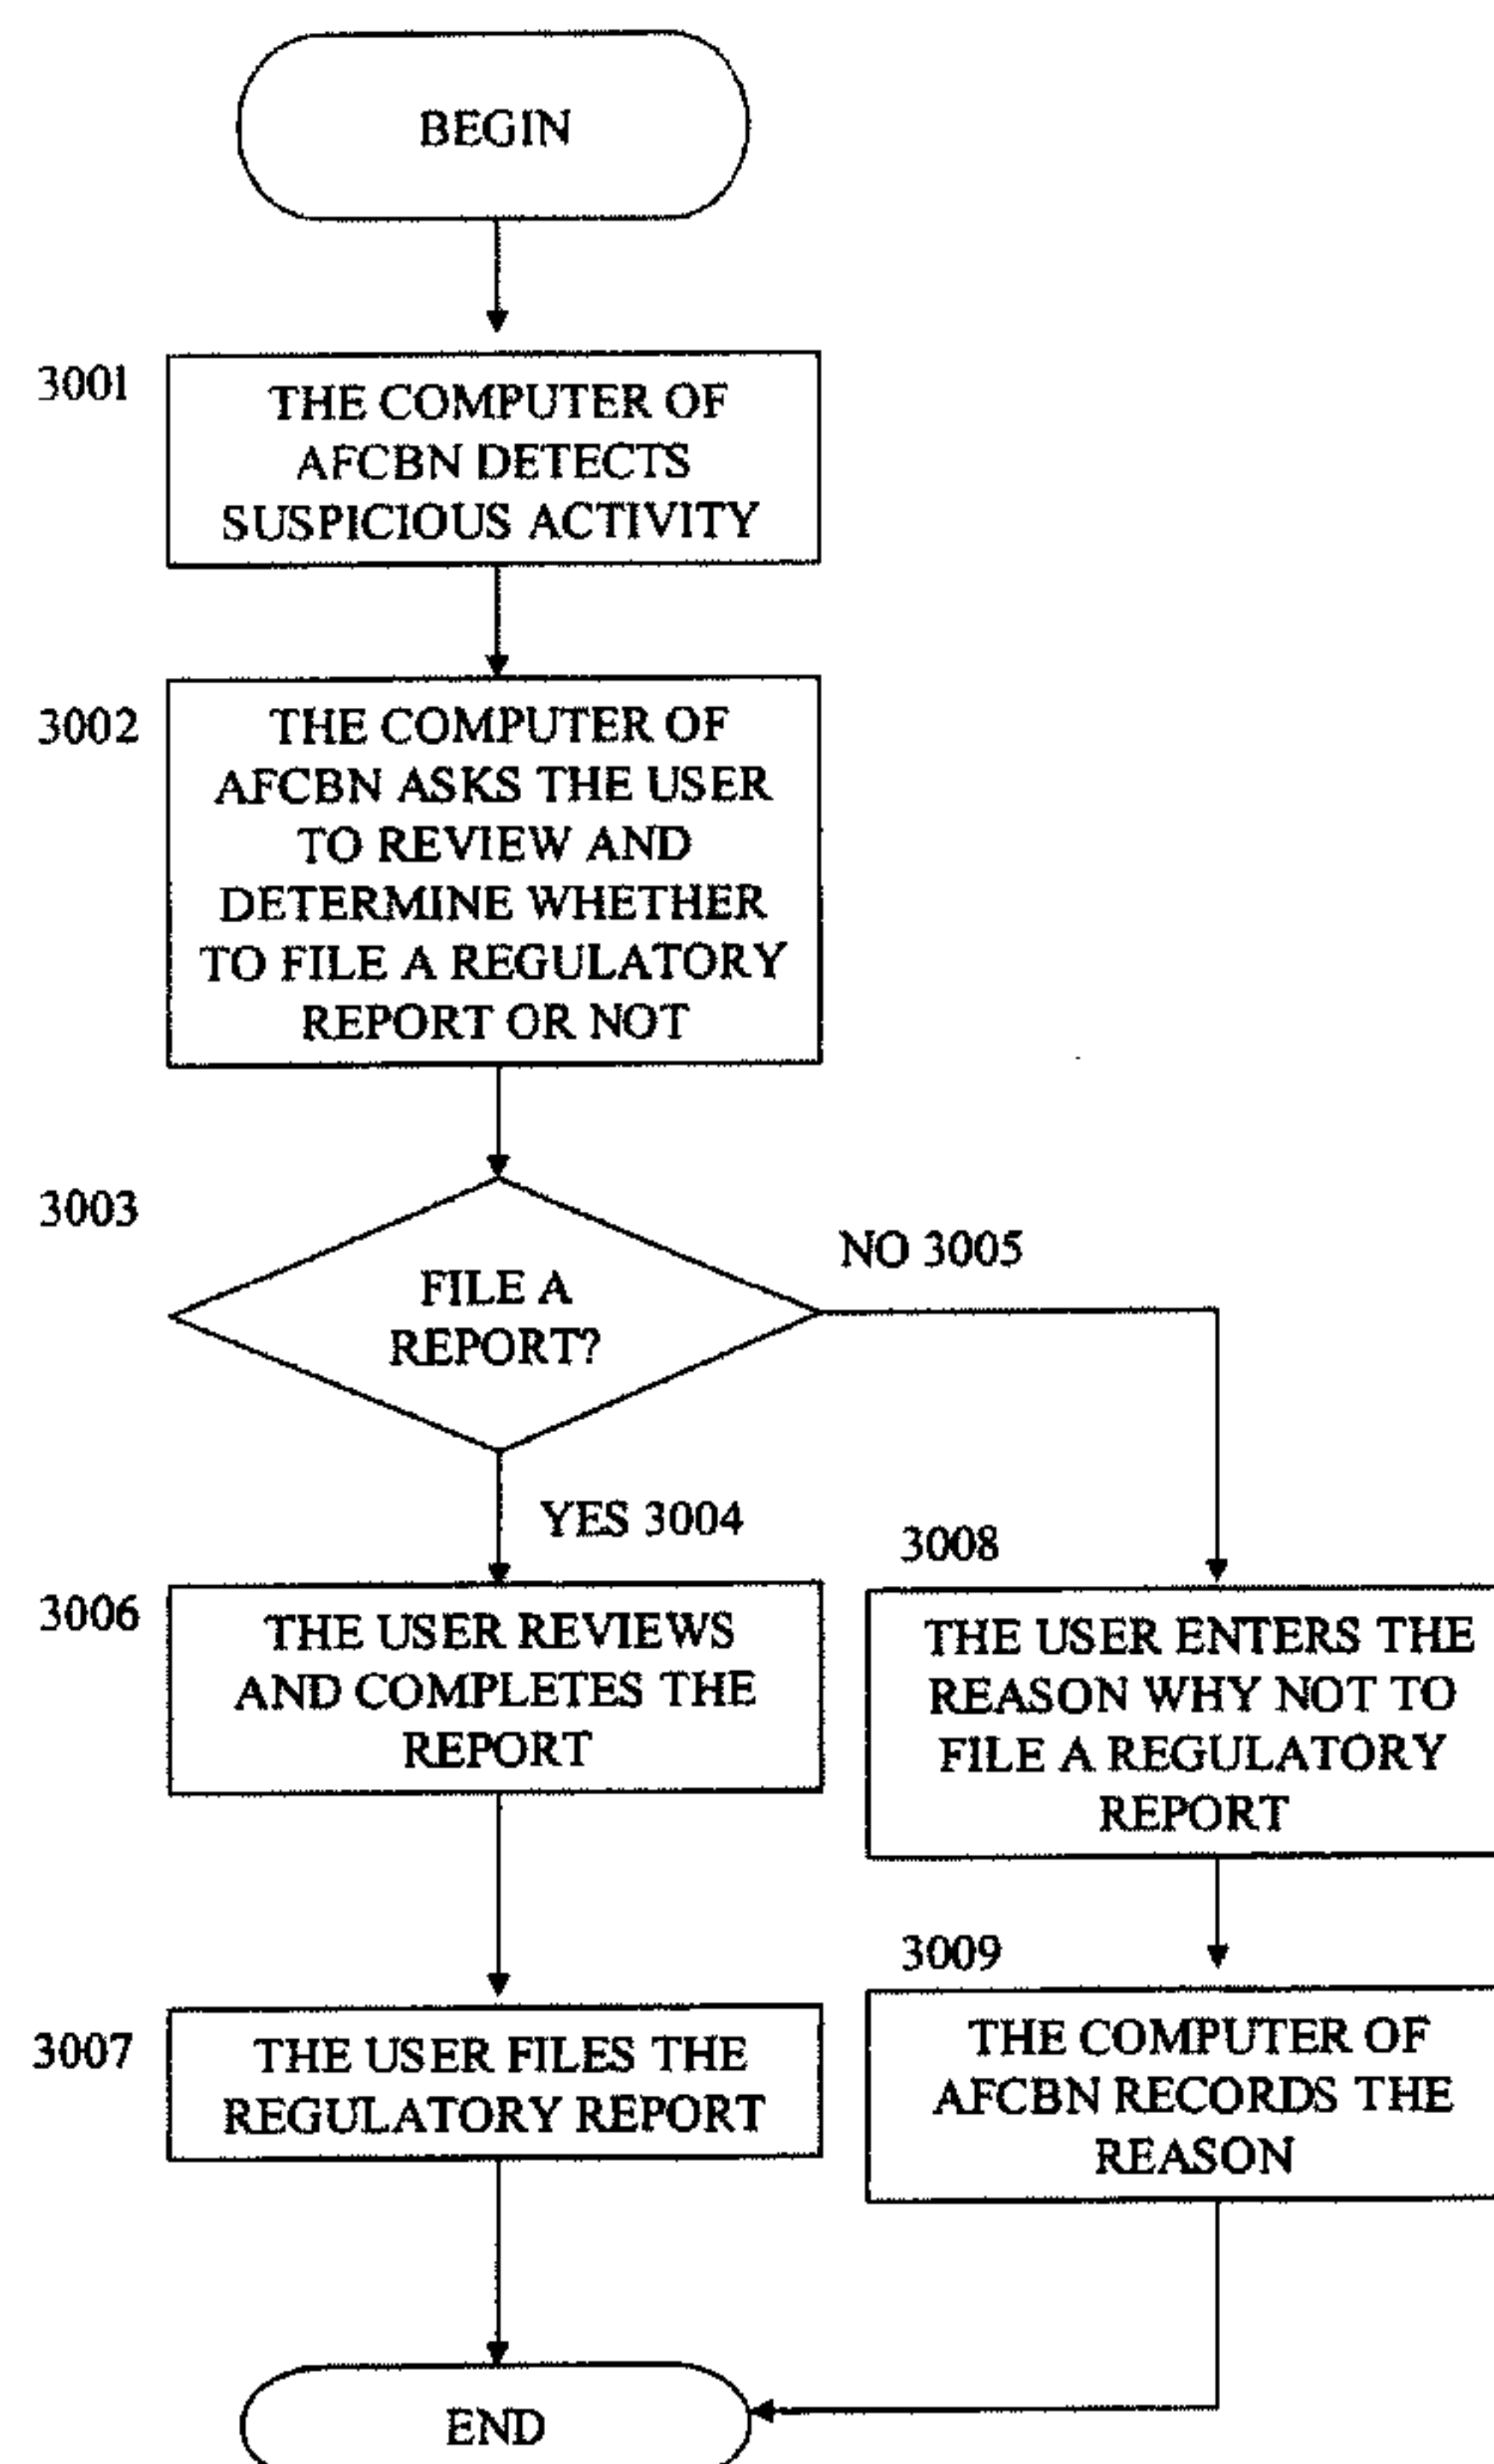 BEGIN
3001
THE COMPUTER OF
AFCBN DETECTS
SUSPICIOUS ACTIVITY
3002
THE COMPUTER OF
AFCBN ASKS THE USER
TO REVIEW AND
DETERMINE WHETHER
TO FILE A REGULATORY
REPORT OR NOT
3003
FILE A
REPORT?
NO 3005
YES 3004
3006
THE USER REVIEWS
AND COMPLETES THE
REPORT
3008
THE USER ENTERS THE
REASON WHY NOT TO
FILE A REGULATORY
REPORT
3007
THE USER FILES THE
REGULATORY REPORT
3009
THE COMPUTER OF
AFCBN RECORDS THE
REASON
END